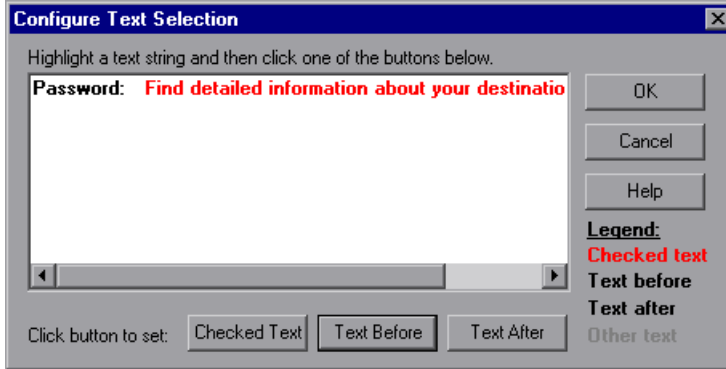 Configure Text Selection
Highlight a text string and then click one of the buttons below.
Password: Find detailed information about your destinatio
OK
Cancel
Help
Legend:
Checked text
Text before
Text after
Other text
Click button to set: Checked Text Text Before Text After